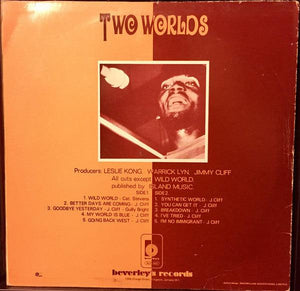 TWO WORLDS
Producers: LESLIE KONG WARRICK LYN, JIMMY CLIFF
All cuts except WILD WORLD
published by ISLAND MUSIC.
SIDE 1.
1. WILD WORLD - Cat. Stevens
2. BETTER DAYS ARE COMING - J. Cliff
3. GOODBYE YESTERDAY - J. Cliff - Guilly Bright
4. MY WORLD IS BLUE - J. Cliff
5. GOING BACK WEST - J. Cliff
SIDE 2.
1. SYNTHETIC WORLD - J. Cliff
2. YOU CAN GET IT - J. Cliff
3. BREAKDOWN - J. Cliff
4. I'VE TRIED - J. Cliff
5. I'M NO IMMIGRANT - J. Cliff
beverley's records